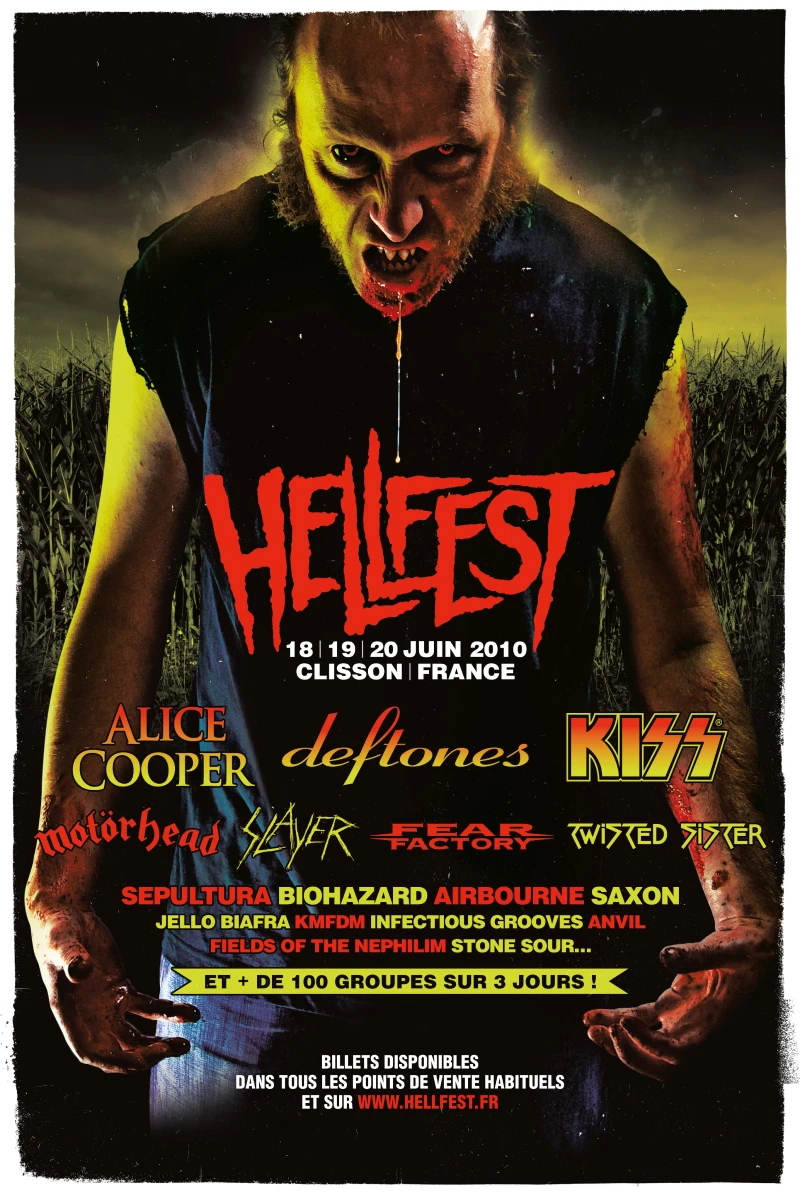 HELLFEST
18 | 19 | 20 JUIN 2010
CLISSON | FRANCE
ALICE COOPER
deftones
KISS®
motörhead
SLAYER
FEAR FACTORY
TWISTED SISTER
SEPULTURA BIOHAZARD AIRBOURNE SAXON
JELLO BIAFRA KMFDM INFECTIOUS GROOVES ANVIL
FIELDS OF THE NEPHILIM STONE SOUR...
ET + DE 100 GROUPES SUR 3 JOURS !
BILLETS DISPONIBLES
DANS TOUS LES POINTS DE VENTE HABITUELS
ET SUR WWW.HELLFEST.FR